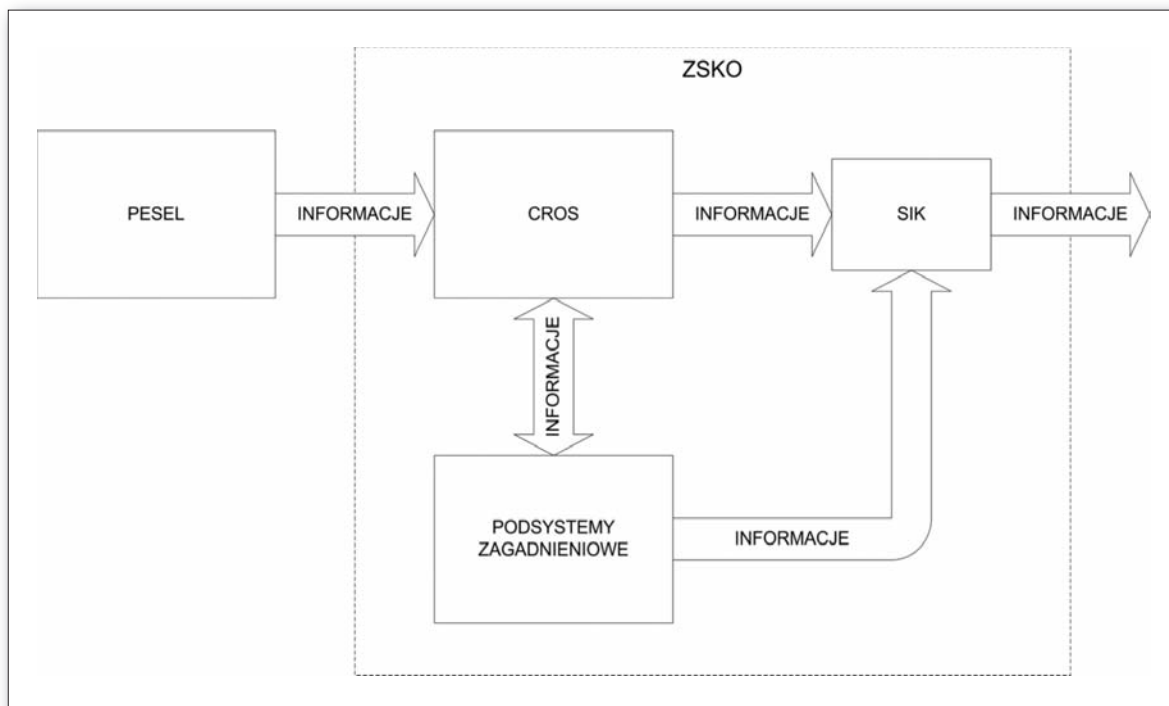 ZSKO
PESEL
INFORMACJE
CROS
INFORMACJE
SIK
INFORMACJE
INFORMACJE
PODSYSTEMY
ZAGADNIENIOWE
INFORMACJE